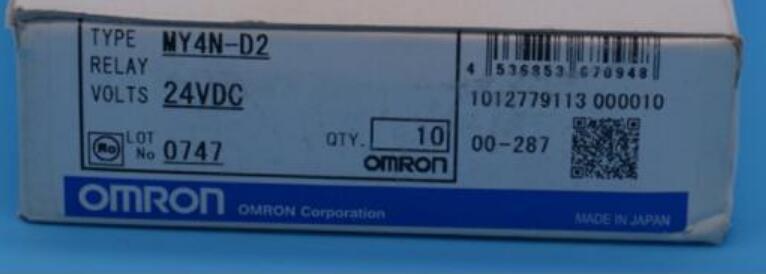 TYPE MY4N-D2
RELAY
VOLTS 24VDC
LOT No 0747
QTY. 10
OMRON
4 536853 670948
1012779113 000010
00-287
OMRON OMRON Corporation
MADE IN JAPAN